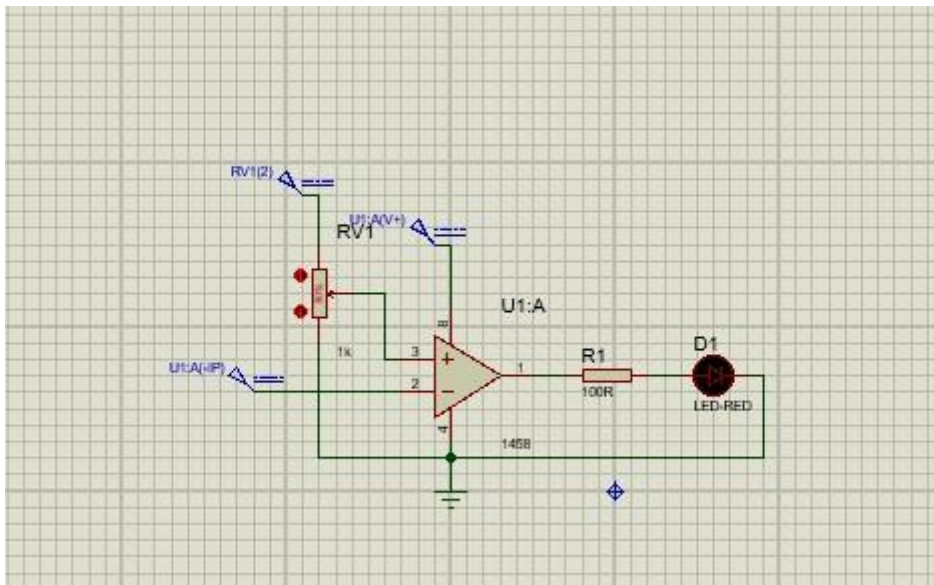 RV1(2)
U1:A(V+)
RV1
U1:A
8
1k
3
1
R1
D1
U1:A(-IP)
2
100R
LED-RED
4
1458